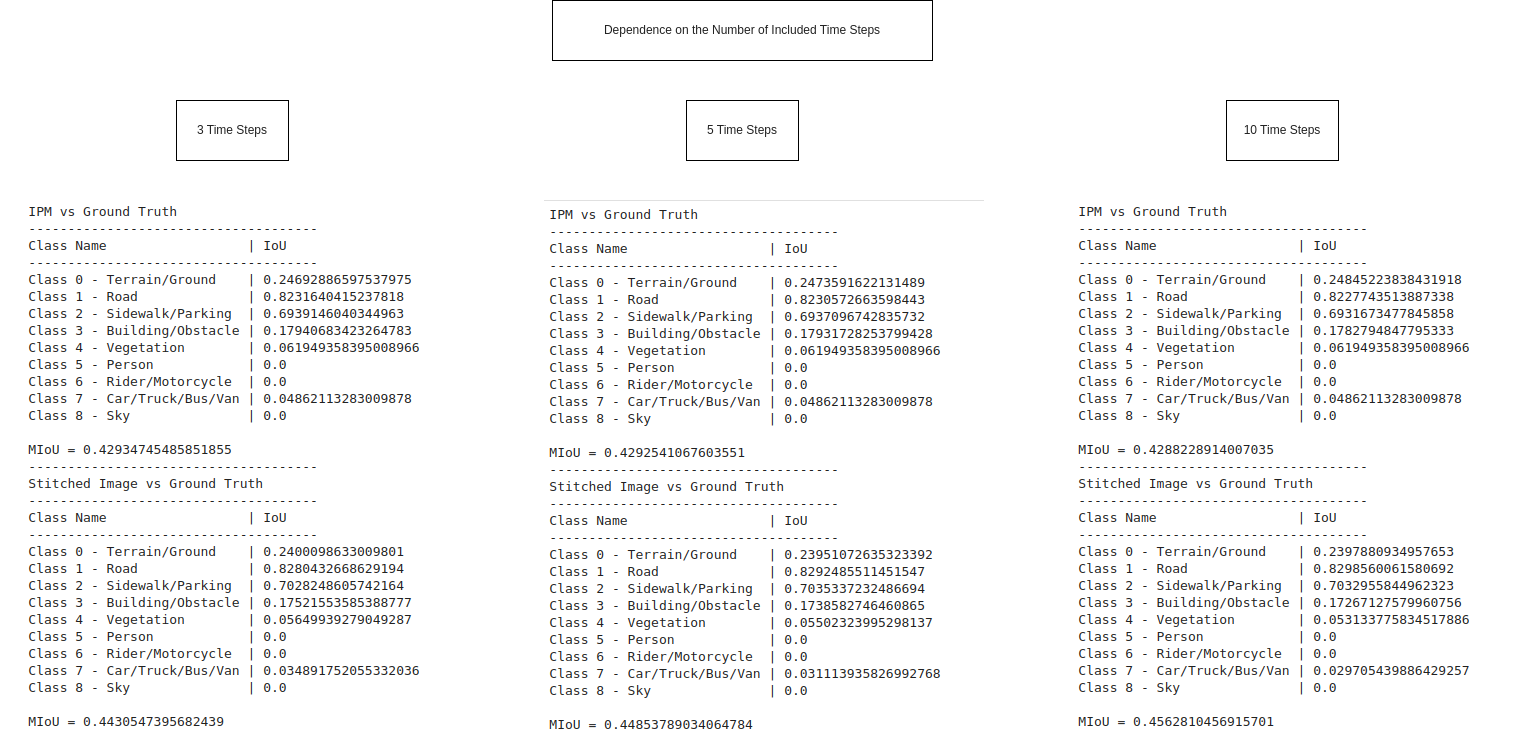 Dependence on the Number of Included Time Steps
3 Time Steps
IPM vs Ground Truth
-------------------------------------
Class Name                  | IoU
-------------------------------------
Class 0 - Terrain/Ground    | 0.24692886597537975
Class 1 - Road              | 0.8231640415237818
Class 2 - Sidewalk/Parking  | 0.6939146040344963
Class 3 - Building/Obstacle | 0.17940683423264783
Class 4 - Vegetation        | 0.061949358395008966
Class 5 - Person            | 0.0
Class 6 - Rider/Motorcycle  | 0.0
Class 7 - Car/Truck/Bus/Van | 0.04862113283009878
Class 8 - Sky               | 0.0
MIoU = 0.42934745485851855
-------------------------------------
Stitched Image vs Ground Truth
-------------------------------------
Class Name                  | IoU
-------------------------------------
Class 0 - Terrain/Ground    | 0.2400098633009801
Class 1 - Road              | 0.8280432668629194
Class 2 - Sidewalk/Parking  | 0.7028248605742164
Class 3 - Building/Obstacle | 0.17521553585388777
Class 4 - Vegetation        | 0.05649939279049287
Class 5 - Person            | 0.0
Class 6 - Rider/Motorcycle  | 0.0
Class 7 - Car/Truck/Bus/Van | 0.034891752055332036
Class 8 - Sky               | 0.0
MIoU = 0.4430547395682439
5 Time Steps
IPM vs Ground Truth
-------------------------------------
Class Name                  | IoU
-------------------------------------
Class 0 - Terrain/Ground    | 0.2473591622131489
Class 1 - Road              | 0.8230572663598443
Class 2 - Sidewalk/Parking  | 0.6937096742835732
Class 3 - Building/Obstacle | 0.17931728253799428
Class 4 - Vegetation        | 0.061949358395008966
Class 5 - Person            | 0.0
Class 6 - Rider/Motorcycle  | 0.0
Class 7 - Car/Truck/Bus/Van | 0.04862113283009878
Class 8 - Sky               | 0.0
MIoU = 0.4292541067603551
-------------------------------------
Stitched Image vs Ground Truth
-------------------------------------
Class Name                  | IoU
-------------------------------------
Class 0 - Terrain/Ground    | 0.23951072635323392
Class 1 - Road              | 0.8292485511451547
Class 2 - Sidewalk/Parking  | 0.7035337232486694
Class 3 - Building/Obstacle | 0.1738582746460865
Class 4 - Vegetation        | 0.05502323995298137
Class 5 - Person            | 0.0
Class 6 - Rider/Motorcycle  | 0.0
Class 7 - Car/Truck/Bus/Van | 0.031113935826992768
Class 8 - Sky               | 0.0
MIoU = 0.44853789034064784
10 Time Steps
IPM vs Ground Truth
-------------------------------------
Class Name                  | IoU
-------------------------------------
Class 0 - Terrain/Ground    | 0.24845223838431918
Class 1 - Road              | 0.8227743513887338
Class 2 - Sidewalk/Parking  | 0.6931673477845858
Class 3 - Building/Obstacle | 0.1782794847795333
Class 4 - Vegetation        | 0.061949358395008966
Class 5 - Person            | 0.0
Class 6 - Rider/Motorcycle  | 0.0
Class 7 - Car/Truck/Bus/Van | 0.04862113283009878
Class 8 - Sky               | 0.0
MIoU = 0.4288228914007035
-------------------------------------
Stitched Image vs Ground Truth
-------------------------------------
Class Name                  | IoU
-------------------------------------
Class 0 - Terrain/Ground    | 0.2397880934957653
Class 1 - Road              | 0.8298560061580692
Class 2 - Sidewalk/Parking  | 0.7032955844962323
Class 3 - Building/Obstacle | 0.17267127579960756
Class 4 - Vegetation        | 0.053133775834517886
Class 5 - Person            | 0.0
Class 6 - Rider/Motorcycle  | 0.0
Class 7 - Car/Truck/Bus/Van | 0.029705439886429257
Class 8 - Sky               | 0.0
MIoU = 0.4562810456915701